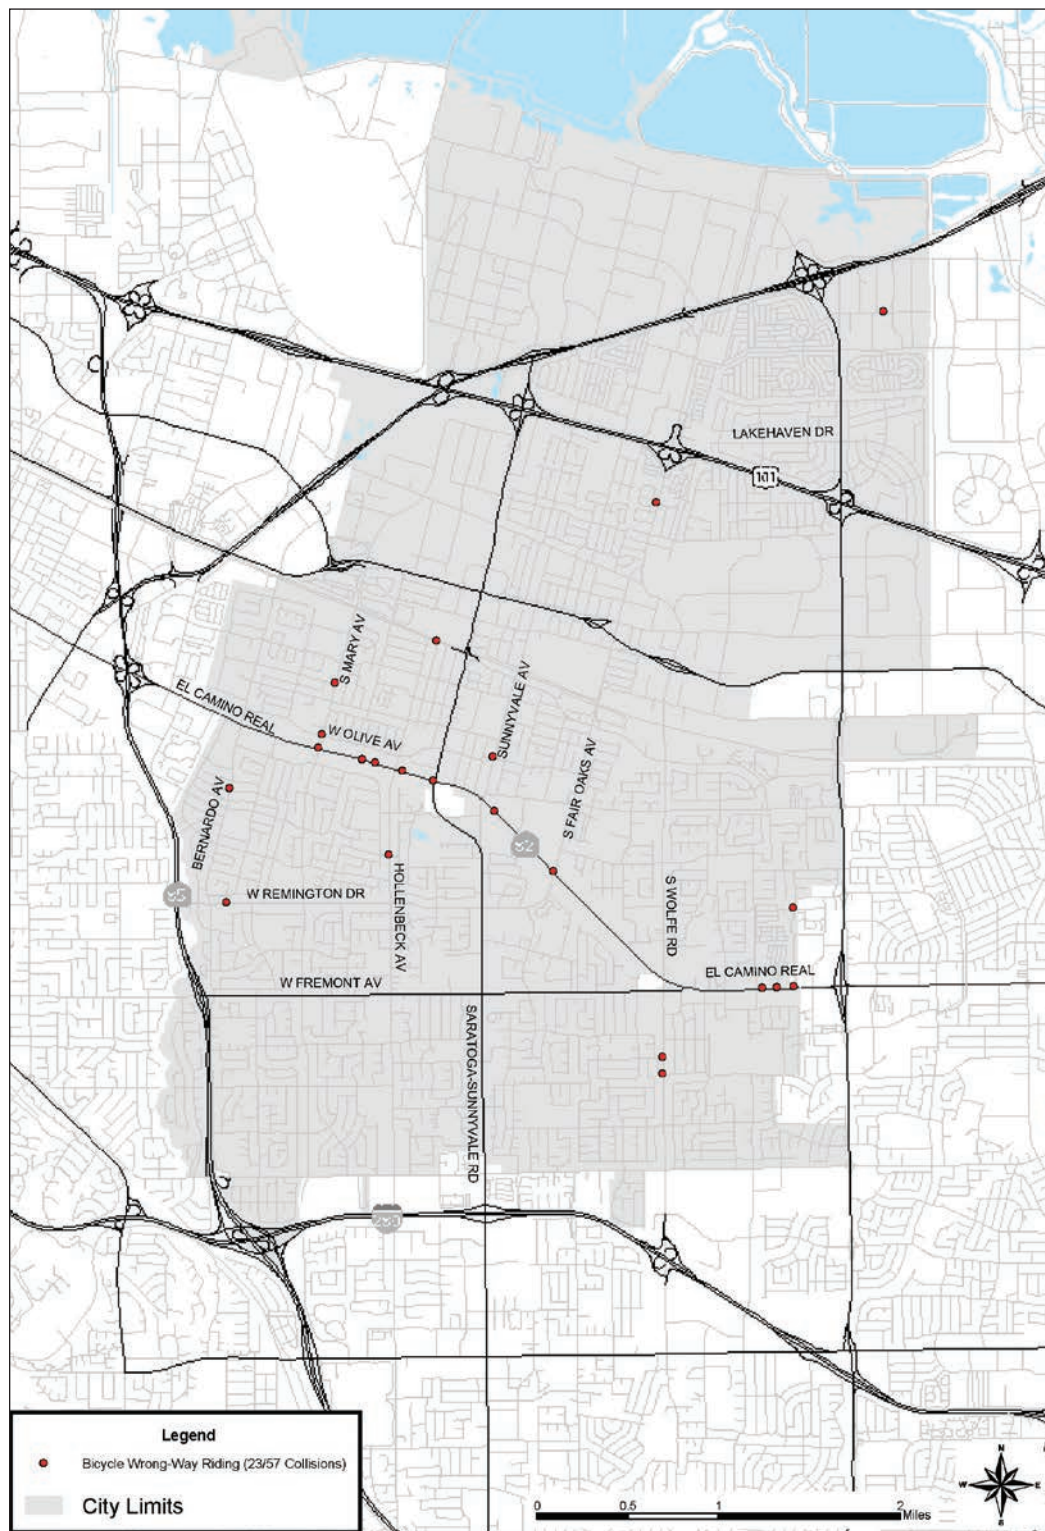 LAKEHAVEN DR
101
S MARY AV
EL CAMINO REAL
W OLIVE AV
SUNNYVALE AV
S FAIR OAKS AV
BERNARDO AV
82
HOLLENBECK AV
S WOLFE RD
85
W REMINGTON DR
EL CAMINO REAL
W FREMONT AV
SARATOGA-SUNNYVALE RD
Legend
Bicycle Wrong-Way Riding (23/57 Collisions)
City Limits
0 0.5 1 2
Miles
N
W E
S